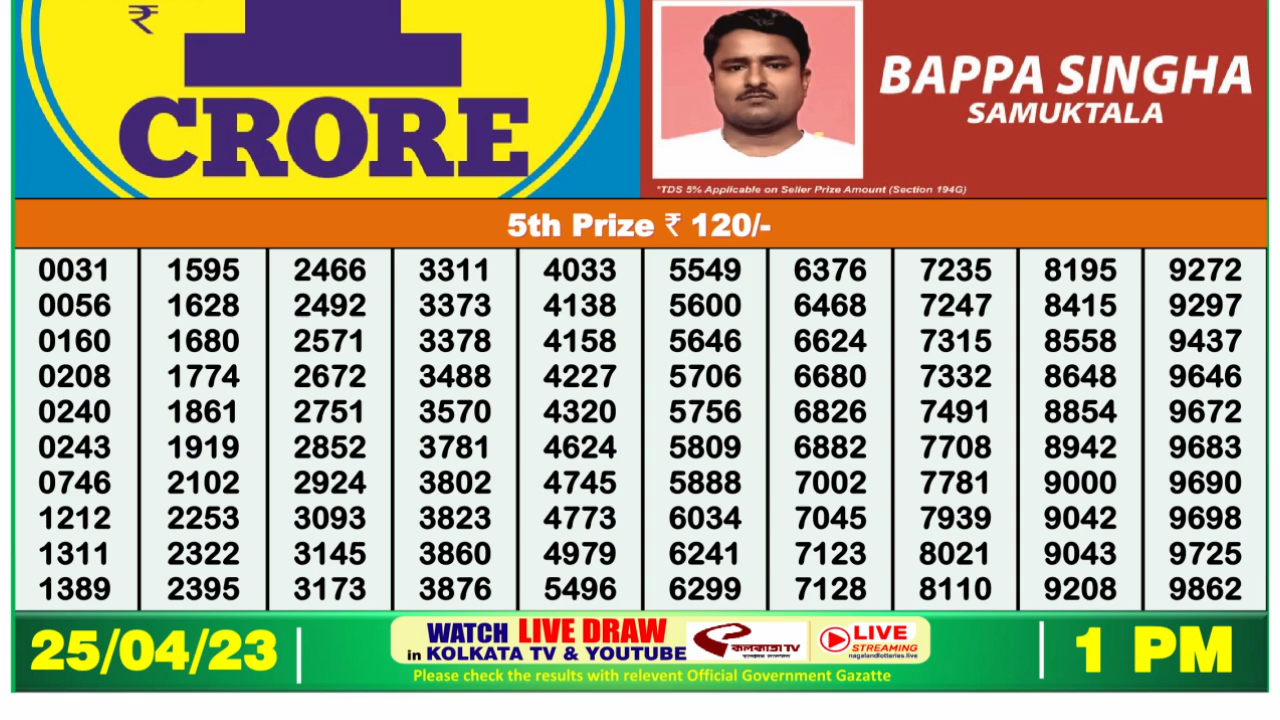 ₹ 1
CRORE
BAPPA SINGHA
SAMUKTALA
*TDS 5% Applicable on Seller Prize Amount (Section 194G)
5th Prize ₹ 120/-
0031 1595 2466 3311 4033 5549 6376 7235 8195 9272
0056 1628 2492 3373 4138 5600 6468 7247 8415 9297
0160 1680 2571 3378 4158 5646 6624 7315 8558 9437
0208 1774 2672 3488 4227 5706 6680 7332 8648 9646
0240 1861 2751 3570 4320 5756 6826 7491 8854 9672
0243 1919 2852 3781 4624 5809 6882 7708 8942 9683
0746 2102 2924 3802 4745 5888 7002 7781 9000 9690
1212 2253 3093 3823 4773 6034 7045 7939 9042 9698
1311 2322 3145 3860 4979 6241 7123 8021 9043 9725
1389 2395 3173 3876 5496 6299 7128 8110 9208 9862
25/04/23
WATCH LIVE DRAW
in KOLKATA TV & YOUTUBE
কলকাতা TV
LIVE
STREAMING
nagalandlotteries.live
Please check the results with relevent Official Government Gazatte
1 PM